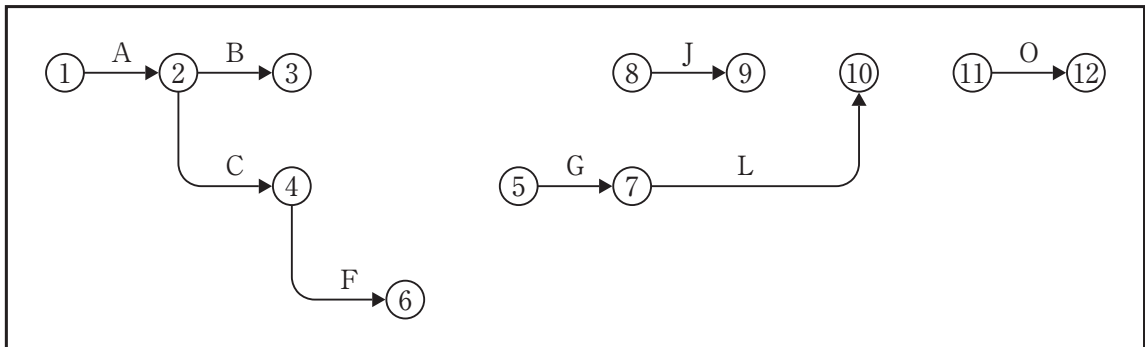 A B J O
① ② ③ ⑧ ⑨ ⑩ ⑪ ⑫
C G L
④ ⑤ ⑦
F
⑥